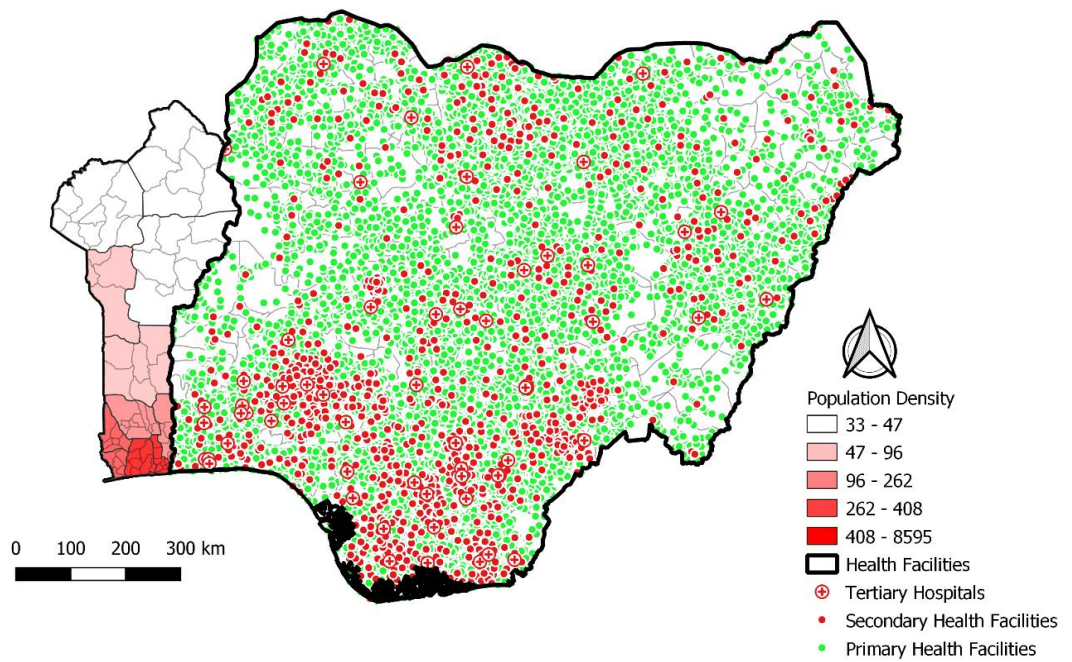 Population Density
33 - 47
47 - 96
96 - 262
262 - 408
408 - 8595
Health Facilities
Tertiary Hospitals
Secondary Health Facilities
Primary Health Facilities
0 100 200 300 km